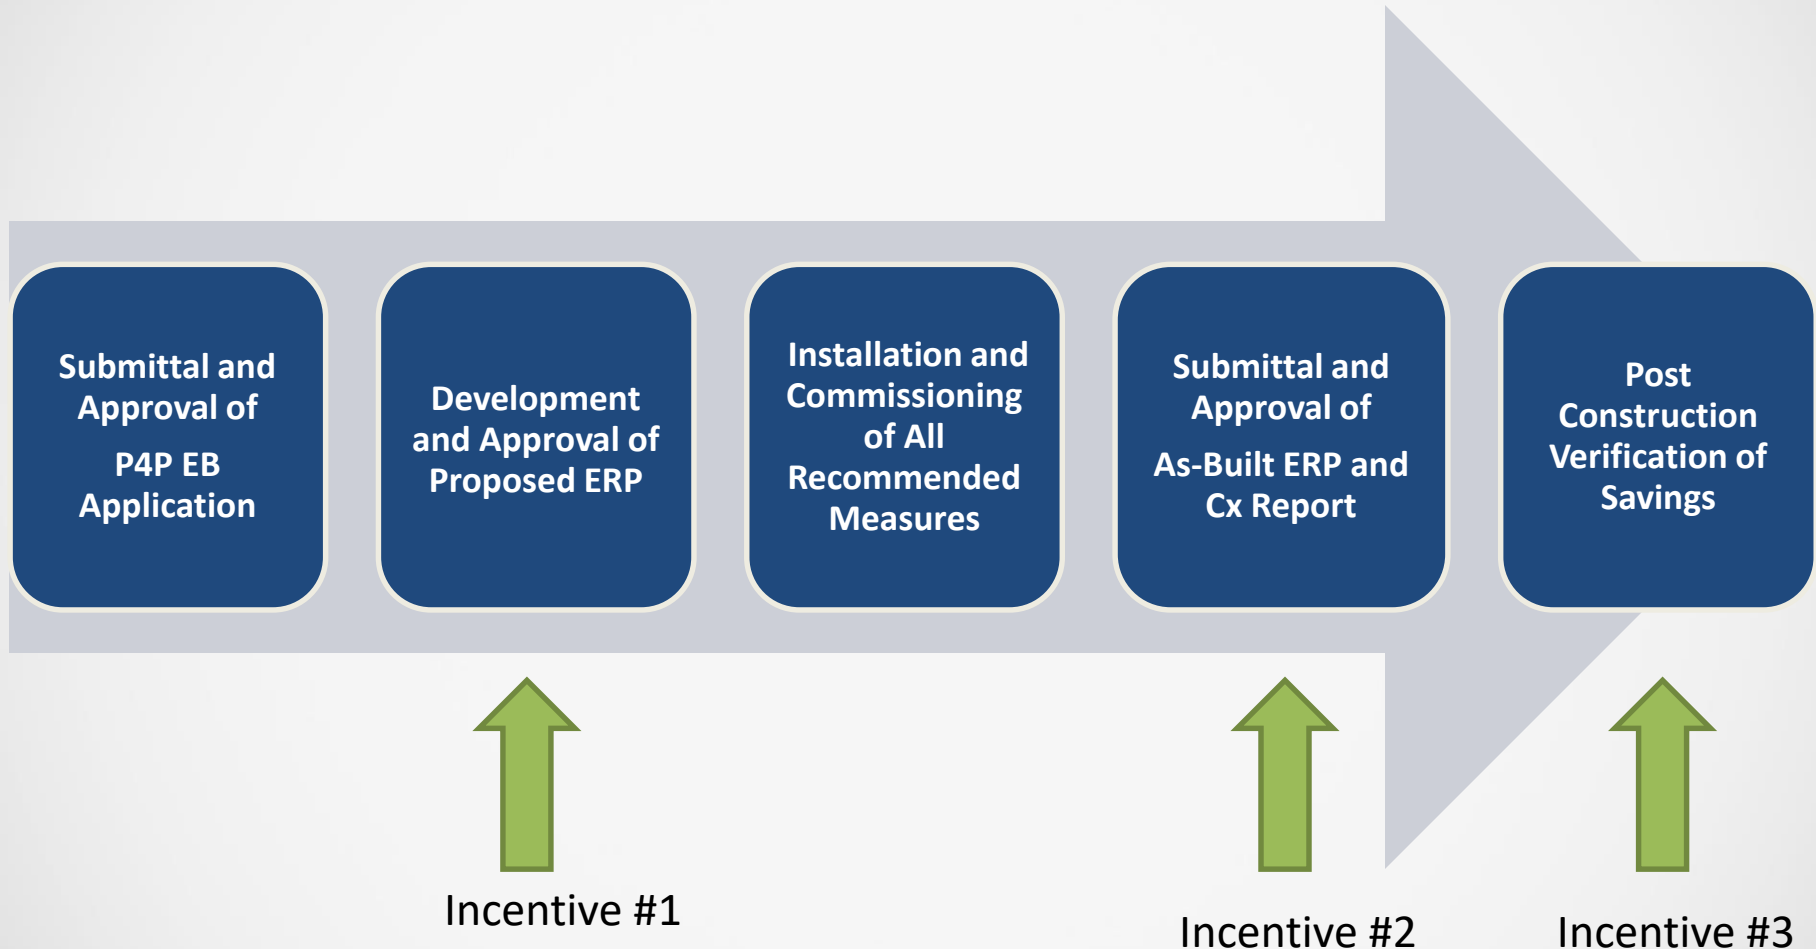 Submittal and
Approval of
P4P EB
Application
Development
and Approval of
Proposed ERP
Installation and
Commissioning
of All
Recommended
Measures
Submittal and
Approval of
As-Built ERP and
Cx Report
Post
Construction
Verification of
Savings
Incentive #1
Incentive #2
Incentive #3